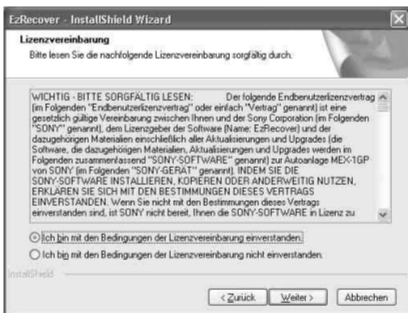 EzRecover - InstallShield Wizard
Lizenzvereinbarung
Bitte lesen Sie die nachfolgende Lizenzvereinbarung sorgfältig durch.
WICHTIG - BITTE SORGFÄLTIG LESEN: Der folgende Endbenutzerlizenzvertrag
(im Folgenden "Endbenutzerlizenzvertrag" oder einfach "Vertrag" genannt) ist eine
gesetzlich gültige Vereinbarung zwischen Ihnen und der Sony Corporation (im Folgenden
"SONY" genannt), dem Lizenzgeber der Software (Name: EzRecover) und der
dazugehörigen Materialien einschließlich aller Aktualisierungen und Upgrades (die
Software, die dazugehörigen Materialien, Aktualisierungen und Upgrades werden im
Folgenden zusammenfassend "SONY-SOFTWARE" genannt) zur Autoanlage MEX-1GP
von SONY (im Folgenden "SONY-GERÄT" genannt). INDEM SIE DIE
SONY-SOFTWARE INSTALLIEREN, KOPIEREN ODER ANDERWEITIG NUTZEN,
ERKLÄREN SIE SICH MIT DEN BESTIMMUNGEN DIESES VERTRAGS
EINVERSTANDEN. Wenn Sie nicht mit den Bestimmungen dieses Vertrags
einverstanden sind, ist SONY nicht bereit, Ihnen die SONY-SOFTWARE in Lizenz zu
Ich bin mit den Bedingungen der Lizenzvereinbarung einverstanden.
Ich bin mit den Bedingungen der Lizenzvereinbarung nicht einverstanden.
InstallShield
< Zurück Weiter > Abbrechen